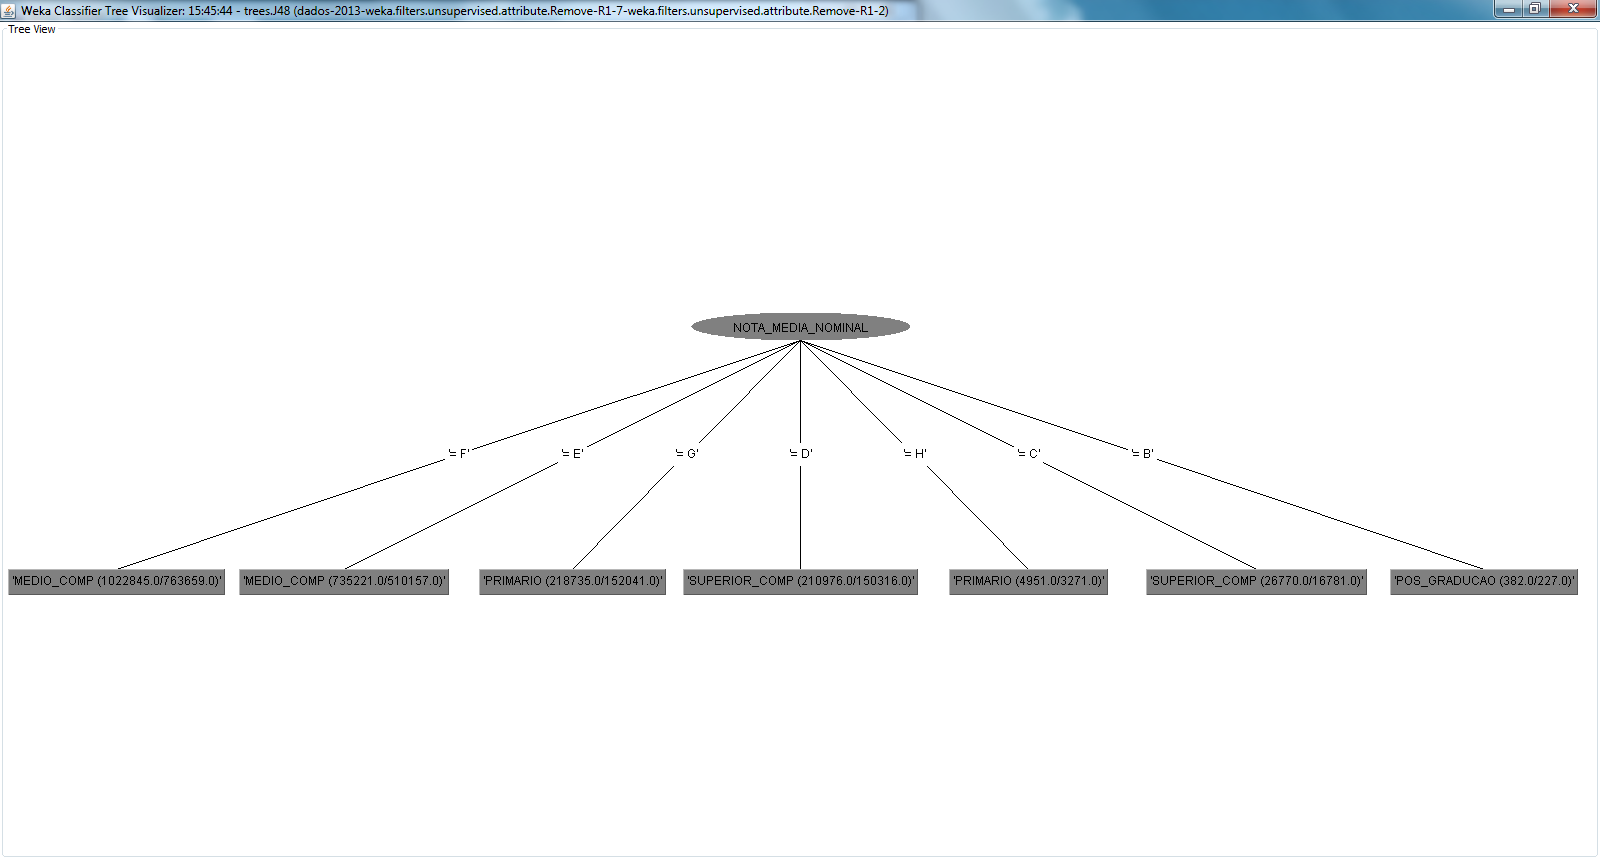 Weka Classifier Tree Visualizer: 15:45:44 - trees.J48 (dados-2013-weka.filters.unsupervised.attribute.Remove-R1-7-weka.filters.unsupervised.attribute.Remove-R1-2)
Tree View
NOTA_MEDIA_NOMINAL
'= F' '= E' '= G' '= D' '= H' '= C' '= B'
'MEDIO_COMP (1022845.0/763659.0)' 'MEDIO_COMP (735221.0/510157.0)' 'PRIMARIO (218735.0/152041.0)' 'SUPERIOR_COMP (210976.0/150316.0)' 'PRIMARIO (4951.0/3271.0)' 'SUPERIOR_COMP (26770.0/16781.0)' 'POS_GRADUCAO (382.0/227.0)'